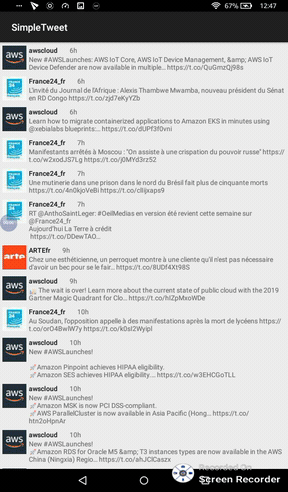 67% 12:47
SimpleTweet
awscloud 6h
New #AWSLaunches: AWS IoT Core, AWS IoT Device Management, &amp; AWS IoT
Device Defender are now available in multiple… https://t.co/QuGmzQj98s
France24_fr 6h
L'invité du Journal de l'Afrique : Alexis Thambwe Mwamba, nouveau président du Sénat
en RD Congo https://t.co/zjd7eKyYZb
awscloud 6h
Learn how to migrate containerized applications to Amazon EKS in minutes using
@xebialabs blueprints:… https://t.co/dUPf3f0vni
France24_fr 7h
Manifestants arrêtés à Moscou : "On assiste à une crispation du pouvoir russe" https://
t.co/w2xodJS7Lg https://t.co/j0MYd3rz52
France24_fr 7h
Une mutinerie dans une prison dans le nord du Brésil fait plus de cinquante morts
https://t.co/4n0kjoVeBi https://t.co/clIijxaps9
France24_fr 7h
RT @AnthoSaintLeger: #OeilMedias en version été revient cette semaine sur
@France24_fr
Aujourd'hui La Terre à crédit
https://t.co/DDewTAO…
arte
ARTEfr 9h
Chez une esthéticienne, un perroquet montre à une cliente qu'il n'est pas nécessaire
d'avoir un bec pour se le fair… https://t.co/8UDf4Xt98S
awscloud 9h
The wait is over! Learn more about the current state of public cloud with the 2019
Gartner Magic Quadrant for Clo… https://t.co/hIZpMxoWDe
France24_fr 10h
Au Soudan, l'opposition appelle à des manifestations après la mort de lycéens https://
t.co/orO4BwlW7y https://t.co/k0sI2Wyipl
awscloud 10h
New #AWSLaunches!
Amazon Pinpoint achieves HIPAA eligibility.
Amazon SES achieves HIPAA eligibility… https://t.co/w3EHCGoTLL
awscloud 10h
New #AWSLaunches!
Amazon MSK is now PCI DSS-compliant.
AWS ParallelCluster is now available in Asia Pacific (Hong… https://t.co/
htn2oHpnAr
awscloud 10h
New #AWSLaunches!
Amazon RDS for Oracle M5 &amp; T3 instances types are now available in the AWS
China (Ningxia) Regio… https://t.co/ahJCICaszx
Recorded On
Screen Recorder